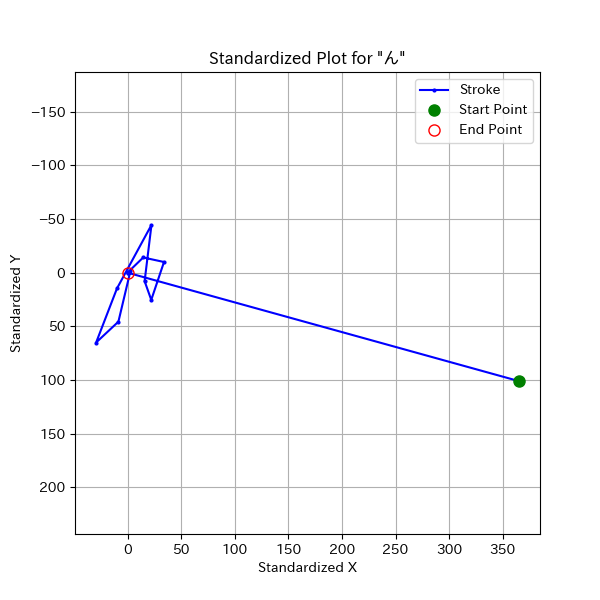 Standardized Plot for "ん"
Stroke
Start Point
End Point
−150
−100
−50
0
50
100
150
200
Standardized Y
0 50 100 150 200 250 300 350
Standardized X